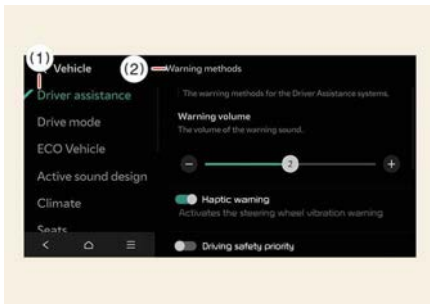 (1)
Vehicle
(2)
Warning methods
Driver assistance
The warning methods for the Driver Assistance systems.
Drive mode
Warning volume
The volume of the warning sound.
ECO Vehicle
2
Active sound design
Haptic warning
Activates the steering wheel vibration warning
Climate
Seats
Driving safety priority